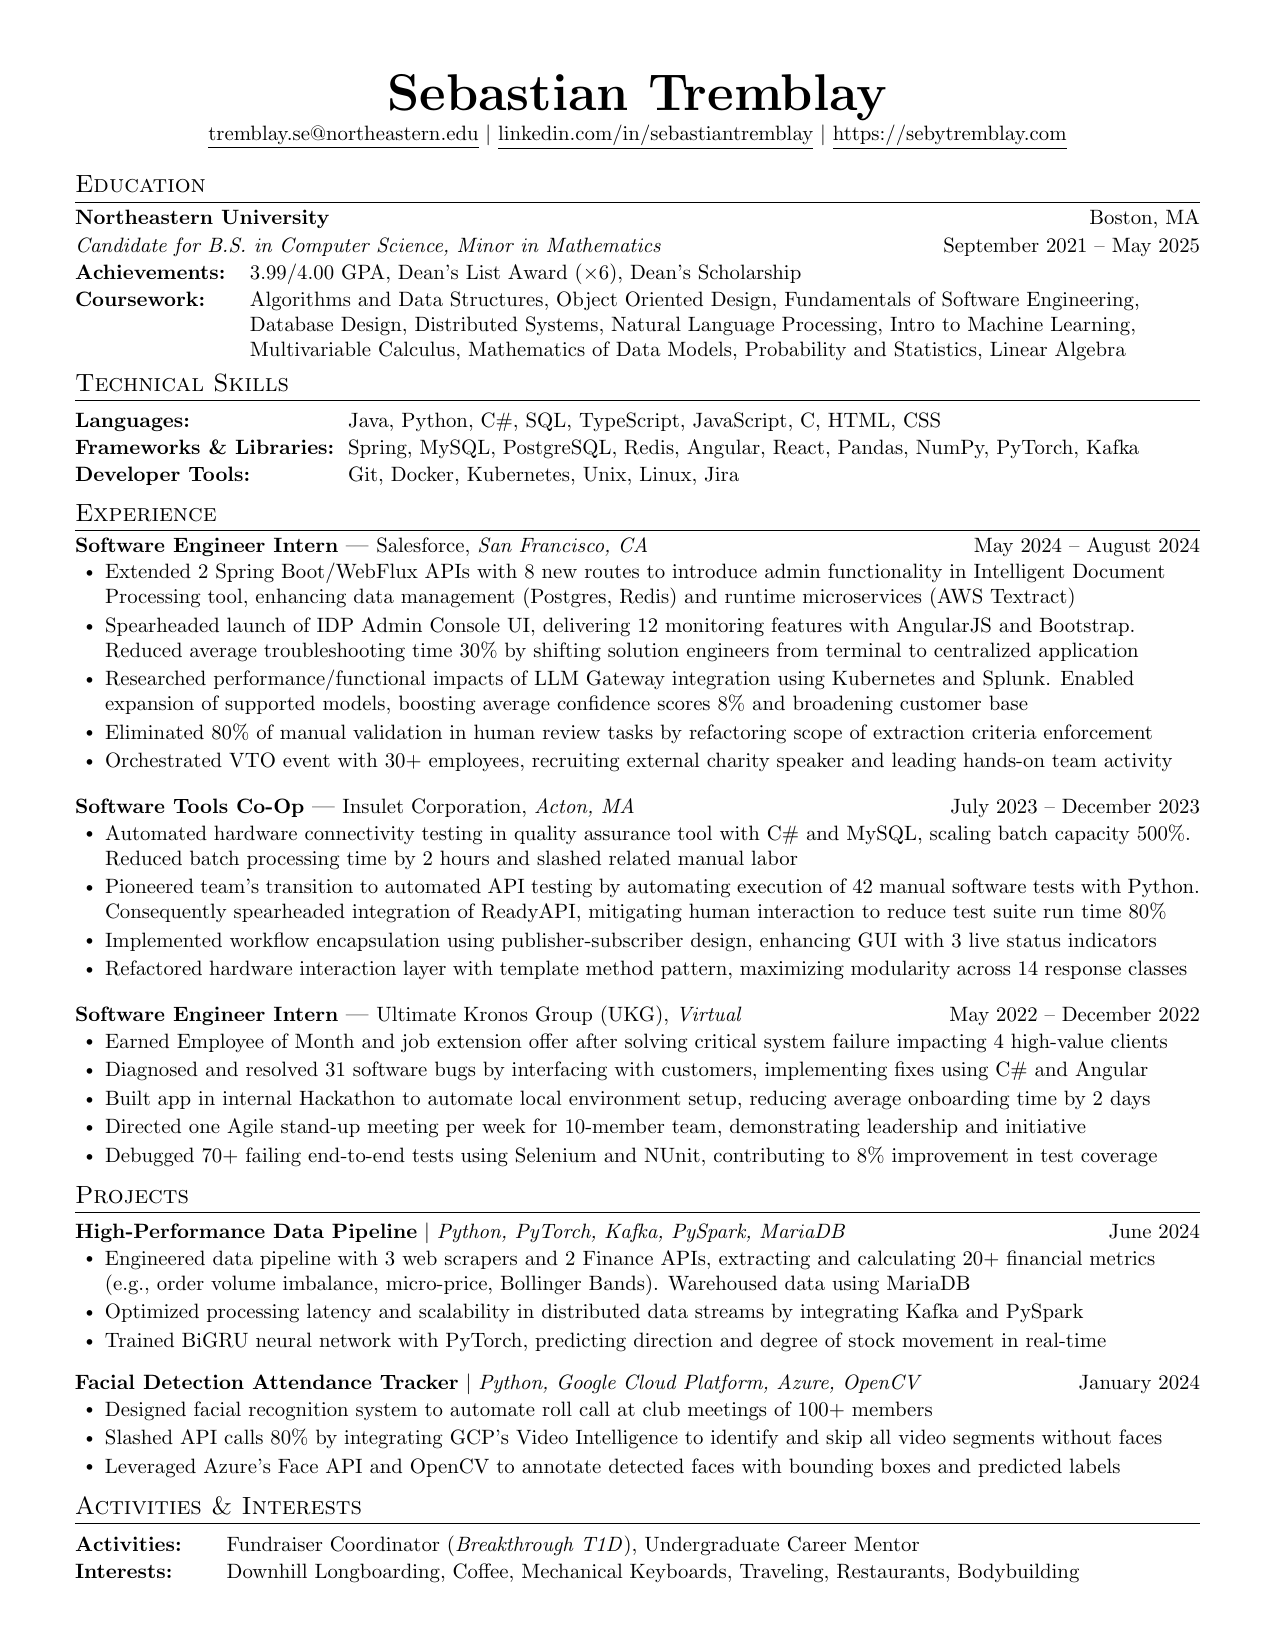 Sebastian Tremblay
tremblay.se@northeastern.edu | linkedin.com/in/sebastiantremblay | https://sebytremblay.com
Education
Northeastern University Boston, MA
Candidate for B.S. in Computer Science, Minor in Mathematics September 2021 – May 2025
Achievements: 3.99/4.00 GPA, Dean's List Award (×6), Dean's Scholarship
Coursework: Algorithms and Data Structures, Object Oriented Design, Fundamentals of Software Engineering,
Database Design, Distributed Systems, Natural Language Processing, Intro to Machine Learning,
Multivariable Calculus, Mathematics of Data Models, Probability and Statistics, Linear Algebra
Technical Skills
Languages: Java, Python, C#, SQL, TypeScript, JavaScript, C, HTML, CSS
Frameworks & Libraries: Spring, MySQL, PostgreSQL, Redis, Angular, React, Pandas, NumPy, PyTorch, Kafka
Developer Tools: Git, Docker, Kubernetes, Unix, Linux, Jira
Experience
Software Engineer Intern — Salesforce, San Francisco, CA May 2024 – August 2024
• Extended 2 Spring Boot/WebFlux APIs with 8 new routes to introduce admin functionality in Intelligent Document
Processing tool, enhancing data management (Postgres, Redis) and runtime microservices (AWS Textract)
• Spearheaded launch of IDP Admin Console UI, delivering 12 monitoring features with AngularJS and Bootstrap.
Reduced average troubleshooting time 30% by shifting solution engineers from terminal to centralized application
• Researched performance/functional impacts of LLM Gateway integration using Kubernetes and Splunk. Enabled
expansion of supported models, boosting average confidence scores 8% and broadening customer base
• Eliminated 80% of manual validation in human review tasks by refactoring scope of extraction criteria enforcement
• Orchestrated VTO event with 30+ employees, recruiting external charity speaker and leading hands-on team activity
Software Tools Co-Op — Insulet Corporation, Acton, MA July 2023 – December 2023
• Automated hardware connectivity testing in quality assurance tool with C# and MySQL, scaling batch capacity 500%.
Reduced batch processing time by 2 hours and slashed related manual labor
• Pioneered team's transition to automated API testing by automating execution of 42 manual software tests with Python.
Consequently spearheaded integration of ReadyAPI, mitigating human interaction to reduce test suite run time 80%
• Implemented workflow encapsulation using publisher-subscriber design, enhancing GUI with 3 live status indicators
• Refactored hardware interaction layer with template method pattern, maximizing modularity across 14 response classes
Software Engineer Intern — Ultimate Kronos Group (UKG), Virtual May 2022 – December 2022
• Earned Employee of Month and job extension offer after solving critical system failure impacting 4 high-value clients
• Diagnosed and resolved 31 software bugs by interfacing with customers, implementing fixes using C# and Angular
• Built app in internal Hackathon to automate local environment setup, reducing average onboarding time by 2 days
• Directed one Agile stand-up meeting per week for 10-member team, demonstrating leadership and initiative
• Debugged 70+ failing end-to-end tests using Selenium and NUnit, contributing to 8% improvement in test coverage
Projects
High-Performance Data Pipeline | Python, PyTorch, Kafka, PySpark, MariaDB June 2024
• Engineered data pipeline with 3 web scrapers and 2 Finance APIs, extracting and calculating 20+ financial metrics
(e.g., order volume imbalance, micro-price, Bollinger Bands). Warehoused data using MariaDB
• Optimized processing latency and scalability in distributed data streams by integrating Kafka and PySpark
• Trained BiGRU neural network with PyTorch, predicting direction and degree of stock movement in real-time
Facial Detection Attendance Tracker | Python, Google Cloud Platform, Azure, OpenCV January 2024
• Designed facial recognition system to automate roll call at club meetings of 100+ members
• Slashed API calls 80% by integrating GCP's Video Intelligence to identify and skip all video segments without faces
• Leveraged Azure's Face API and OpenCV to annotate detected faces with bounding boxes and predicted labels
Activities & Interests
Activities: Fundraiser Coordinator (Breakthrough T1D), Undergraduate Career Mentor
Interests: Downhill Longboarding, Coffee, Mechanical Keyboards, Traveling, Restaurants, Bodybuilding